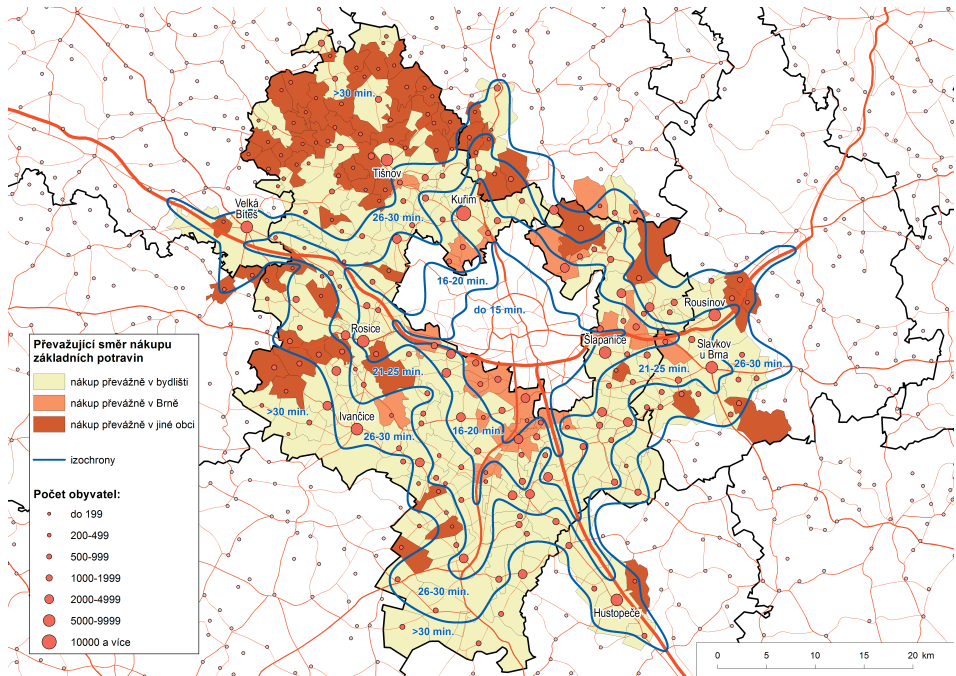 >30 min.
Tišnov
Velká
Bíteš
26-30 min.
Kuřim
16-20 min.
do 15 min.
Rousínov
Rosice
Šlapanice
Slavkov
u Brna
21-25 min.
21-25 min.
26-30 min.
>30 min.
Ivančice
26-30 min.
16-20 min.
26-30 min.
>30 min.
Hustopeče
Převažující směr nákupu
základních potravin
nákup převážně v bydlišti
nákup převážně v Brně
nákup převážně v jiné obci
izochrony
Počet obyvatel:
do 199
200-499
500-999
1000-1999
2000-4999
5000-9999
10000 a více
0 5 10 15 20 km